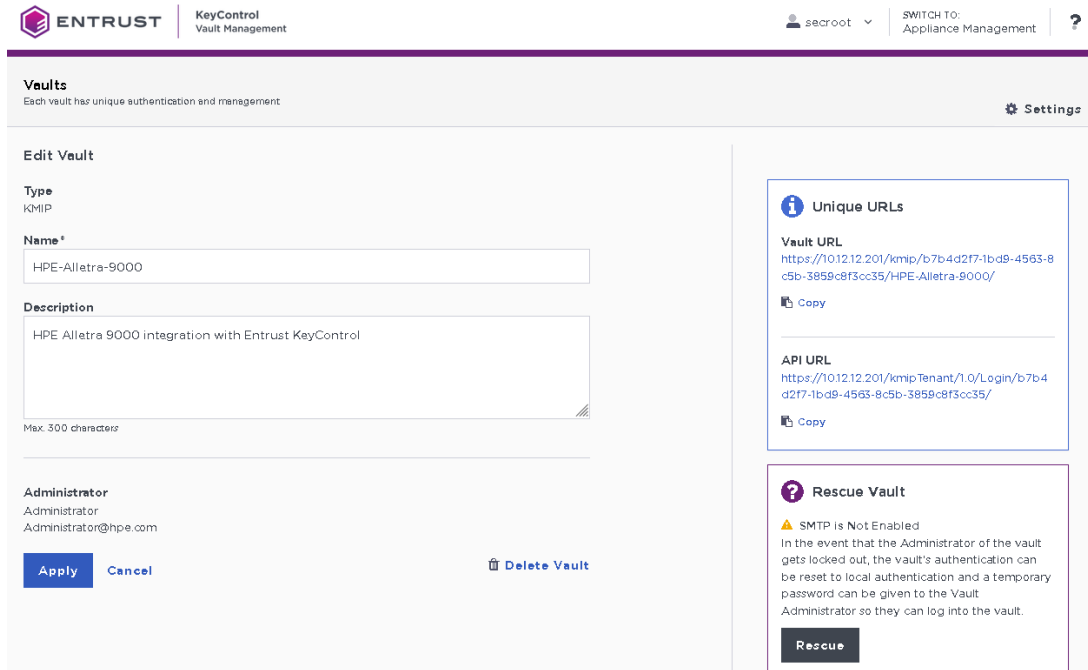 ENTRUST
KeyControl
Vault Management
secroot
SWITCH TO:
Appliance Management
?
Vaults
Each vault has unique authentication and management
Settings
Edit Vault
Type
KMIP
Name*
HPE-Alletra-9000
Description
HPE Alletra 9000 integration with Entrust KeyControl
Max. 300 characters
Administrator
Administrator
Administrator@hpe.com
Apply
Cancel
Delete Vault
Unique URLs
Vault URL
https://10.12.12.201/kmip/b7b4d2f7-1bd9-4563-8
c5b-3859c8f3cc35/HPE-Alletra-9000/
Copy
API URL
https://10.12.12.201/kmipTenant/1.0/Login/b7b4
d2f7-1bd9-4563-8c5b-3859c8f3cc35/
Copy
? Rescue Vault
SMTP is Not Enabled
In the event that the Administrator of the vault
gets locked out, the vault's authentication can
be reset to local authentication and a temporary
password can be given to the Vault
Administrator so they can log into the vault.
Rescue